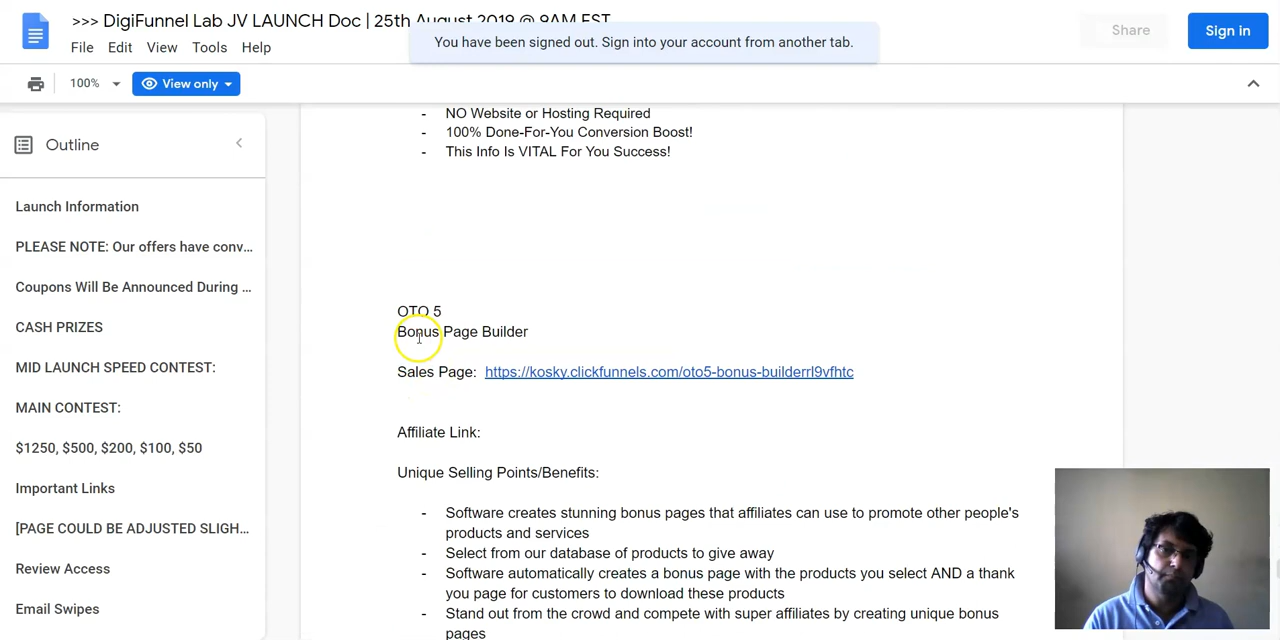 >>> DigiFunnel Lab JV LAUNCH Doc | 25th August 2019 @ 9AM EST
File Edit View Tools Help
You have been signed out. Sign into your account from another tab.
Share
Sign in
100%
View only
Outline
Launch Information
PLEASE NOTE: Our offers have conv...
Coupons Will Be Announced During ...
CASH PRIZES
MID LAUNCH SPEED CONTEST:
MAIN CONTEST:
$1250, $500, $200, $100, $50
Important Links
[PAGE COULD BE ADJUSTED SLIGH...
Review Access
Email Swipes
- NO Website or Hosting Required
- 100% Done-For-You Conversion Boost!
- This Info Is VITAL For You Success!
OTO 5
Bonus Page Builder
Sales Page: https://kosky.clickfunnels.com/oto5-bonus-builderrl9vfhtc
Affiliate Link:
Unique Selling Points/Benefits:
- Software creates stunning bonus pages that affiliates can use to promote other people's
products and services
- Select from our database of products to give away
- Software automatically creates a bonus page with the products you select AND a thank
you page for customers to download these products
- Stand out from the crowd and compete with super affiliates by creating unique bonus
pages